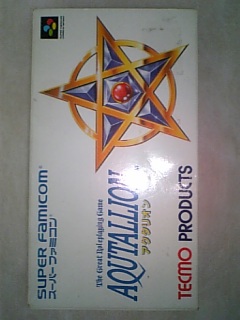 SUPER FAMICOM
スーパーファミコン
The Great Roleplaying Game
AQUTALLION
アクタリオン
TECMO PRODUCTS